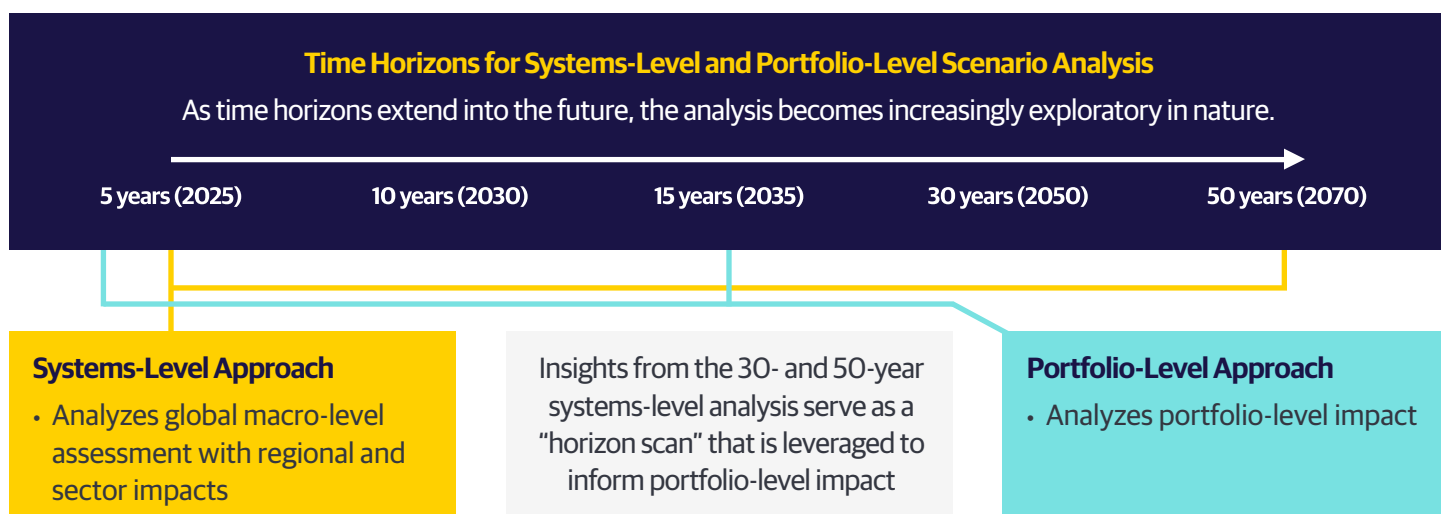 Time Horizons for Systems-Level and Portfolio-Level Scenario Analysis
As time horizons extend into the future, the analysis becomes increasingly exploratory in nature.
5 years (2025) 10 years (2030) 15 years (2035) 30 years (2050) 50 years (2070)
Systems-Level Approach
• Analyzes global macro-level
assessment with regional and
sector impacts
Insights from the 30- and 50-year
systems-level analysis serve as a
“horizon scan” that is leveraged to
inform portfolio-level impact
Portfolio-Level Approach
• Analyzes portfolio-level impact